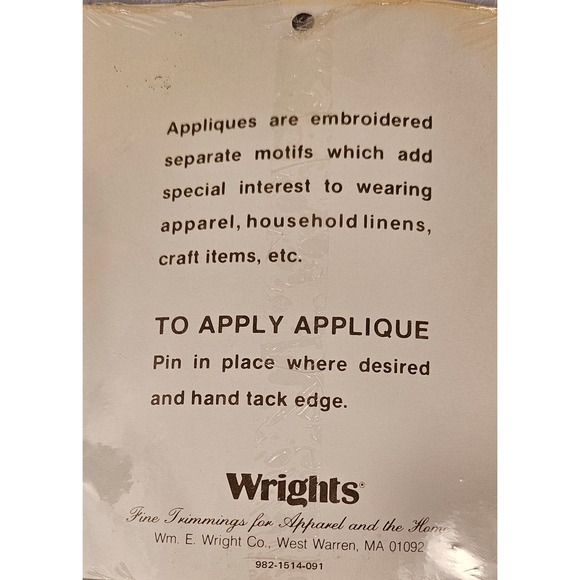 Appliques are embroidered
separate motifs which add
special interest to wearing
apparel, household linens,
craft items, etc.
TO APPLY APPLIQUE
Pin in place where desired
and hand tack edge.
Wrights®
Fine Trimmings for Apparel and the Home
Wm. E. Wright Co., West Warren, MA 01092
982-1514-091